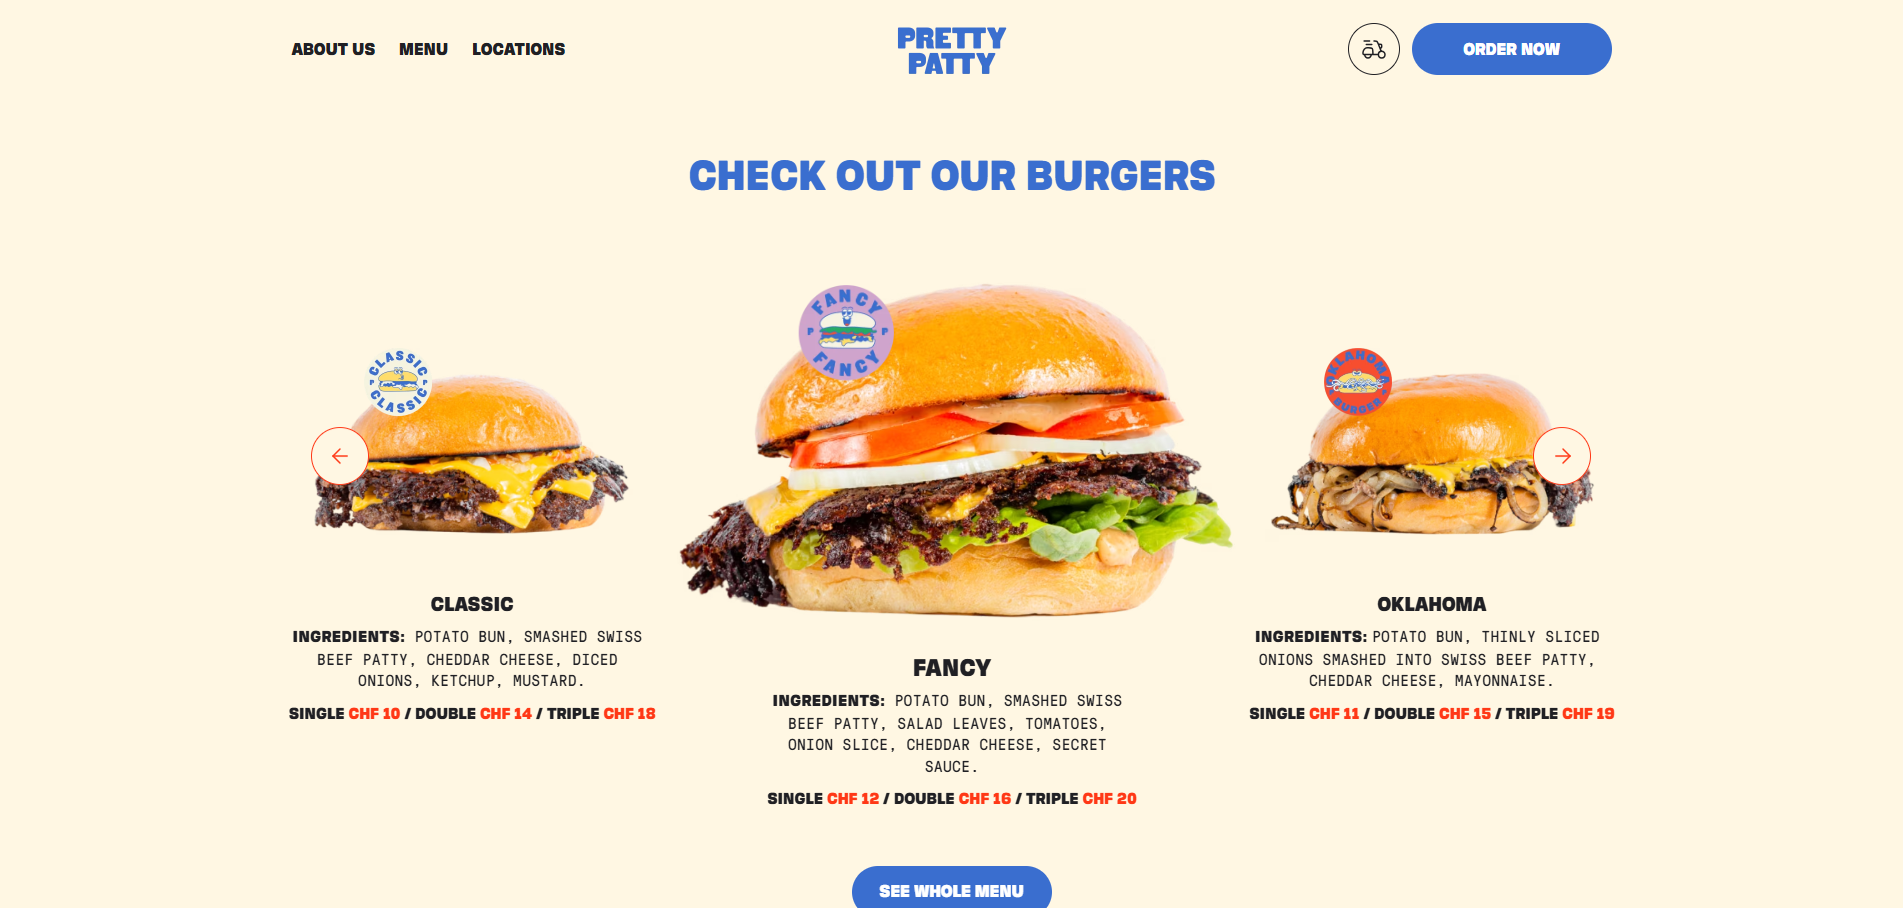 ABOUT US
MENU
LOCATIONS
PRETTY
PATTY
ORDER NOW
CHECK OUT OUR BURGERS
CLASSIC
P P
CLASSIC
FANCY
P P
FANCY
OKLAHOMA
BURGER
CLASSIC
INGREDIENTS: POTATO BUN, SMASHED SWISS
BEEF PATTY, CHEDDAR CHEESE, DICED
ONIONS, KETCHUP, MUSTARD.
SINGLE CHF 10 / DOUBLE CHF 14 / TRIPLE CHF 18
FANCY
INGREDIENTS: POTATO BUN, SMASHED SWISS
BEEF PATTY, SALAD LEAVES, TOMATOES,
ONION SLICE, CHEDDAR CHEESE, SECRET
SAUCE.
SINGLE CHF 12 / DOUBLE CHF 16 / TRIPLE CHF 20
OKLAHOMA
INGREDIENTS: POTATO BUN, THINLY SLICED
ONIONS SMASHED INTO SWISS BEEF PATTY,
CHEDDAR CHEESE, MAYONNAISE.
SINGLE CHF 11 / DOUBLE CHF 15 / TRIPLE CHF 19
SEE WHOLE MENU